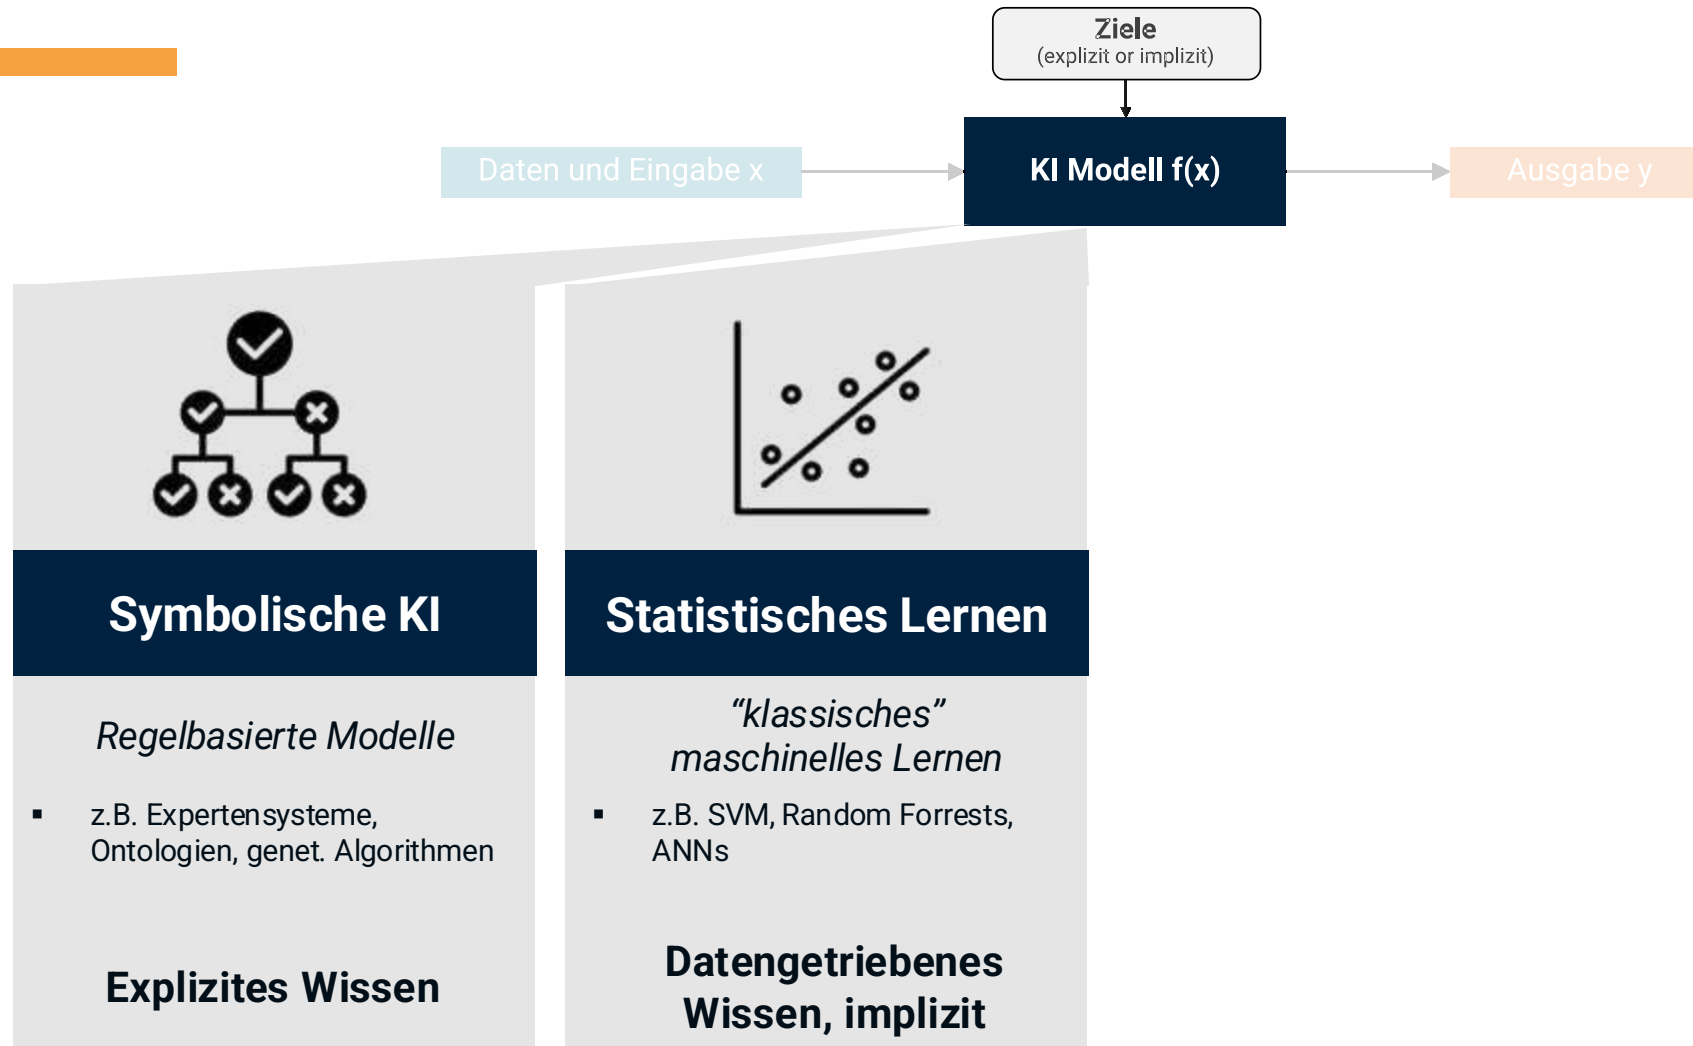 Ziele
(explizit or implizit)
Daten und Eingabe x
KI Modell f(x)
Ausgabe y
Symbolische KI
Regelbasierte Modelle
▪ z.B. Expertensysteme,
Ontologien, genet. Algorithmen
Explizites Wissen
Statistisches Lernen
“klassisches”
maschinelles Lernen
▪ z.B. SVM, Random Forrests,
ANNs
Datengetriebenes
Wissen, implizit